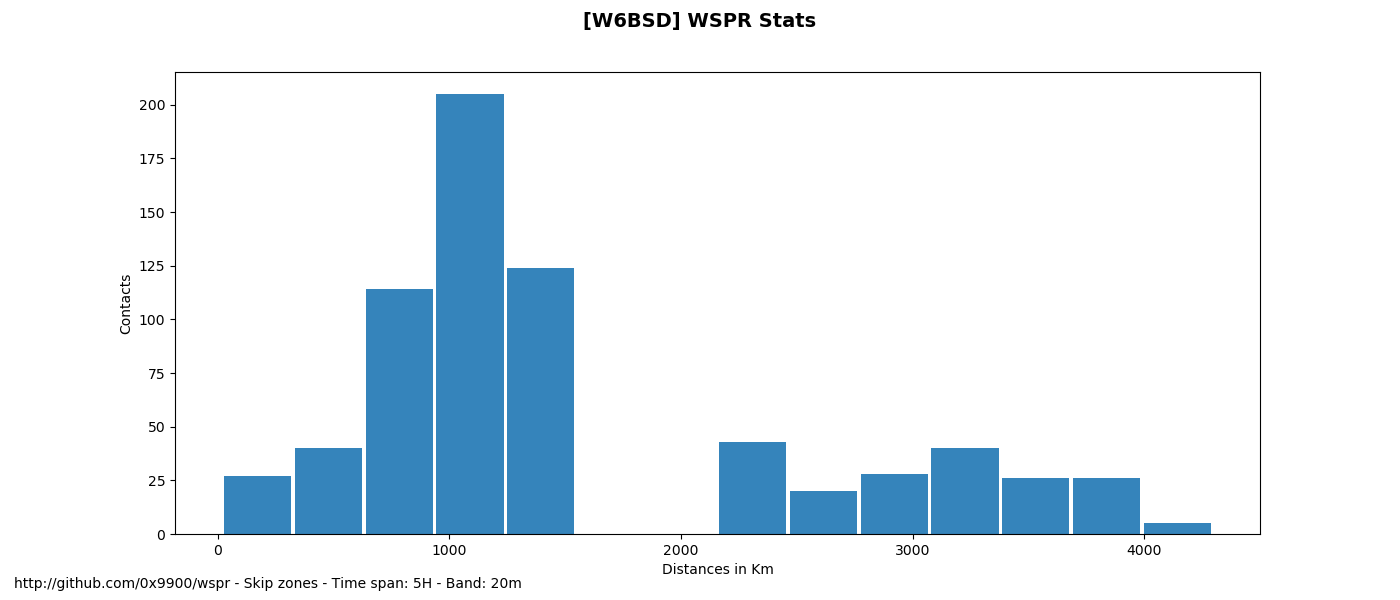 [W6BSD] WSPR Stats
200
175
150
125
100
75
50
25
0
Contacts
0 1000 2000 3000 4000
Distances in Km
http://github.com/0x9900/wspr - Skip zones - Time span: 5H - Band: 20m